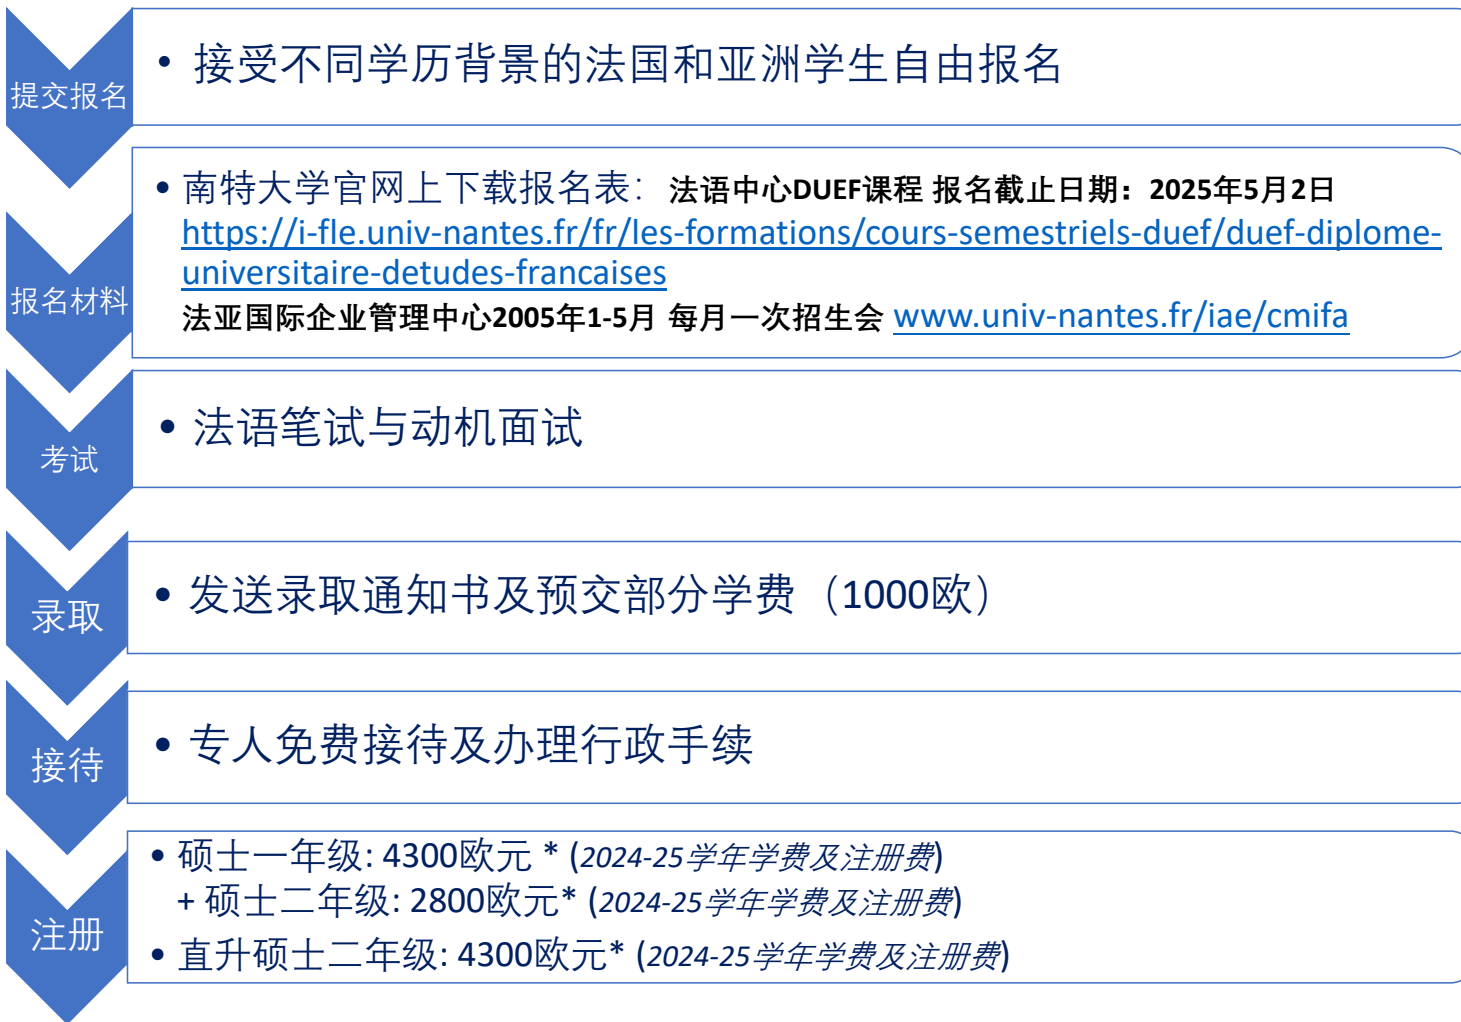 提交报名
• 接受不同学历背景的法国和亚洲学生自由报名
报名材料
• 南特大学官网上下载报名表： 法语中心DUEF课程 报名截止日期：2025年5月2日
https://i-fle.univ-nantes.fr/fr/les-formations/cours-semestriels-duef/duef-diplome-
universitaire-detudes-francaises
法亚国际企业管理中心2005年1-5月 每月一次招生会 www.univ-nantes.fr/iae/cmifa
考试
• 法语笔试与动机面试
录取
• 发送录取通知书及预交部分学费（1000欧）
接待
• 专人免费接待及办理行政手续
注册
• 硕士一年级: 4300欧元 * (2024-25学年学费及注册费)
+ 硕士二年级: 2800欧元* (2024-25学年学费及注册费)
• 直升硕士二年级: 4300欧元* (2024-25学年学费及注册费)